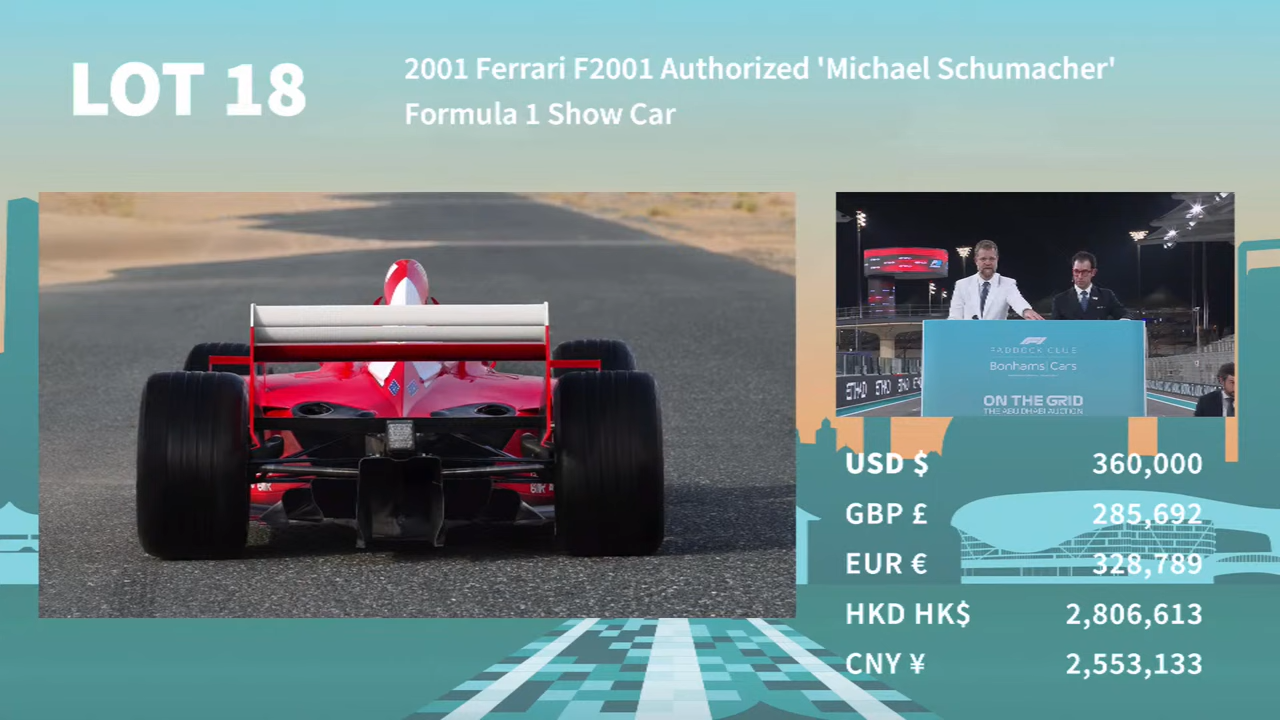 LOT 18
2001 Ferrari F2001 Authorized 'Michael Schumacher'
Formula 1 Show Car
PADDOCK CLUB
Bonhams|Cars
ON THE GRID
THE ABU DHABI AUCTION
ETIHAD
USD $ 360,000
GBP £ 285,692
EUR € 328,789
HKD HK$ 2,806,613
CNY ¥ 2,553,133